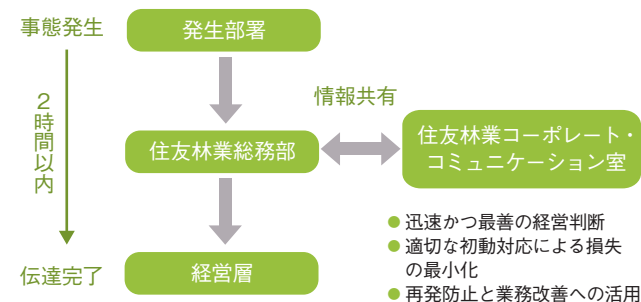 事態発生
発生部署
2時間以内
情報共有
住友林業総務部
住友林業コーポレート・
コミュニケーション室
● 迅速かつ最善の経営判断
● 適切な初動対応による損失
の最小化
● 再発防止と業務改善への活用
伝達完了
経営層